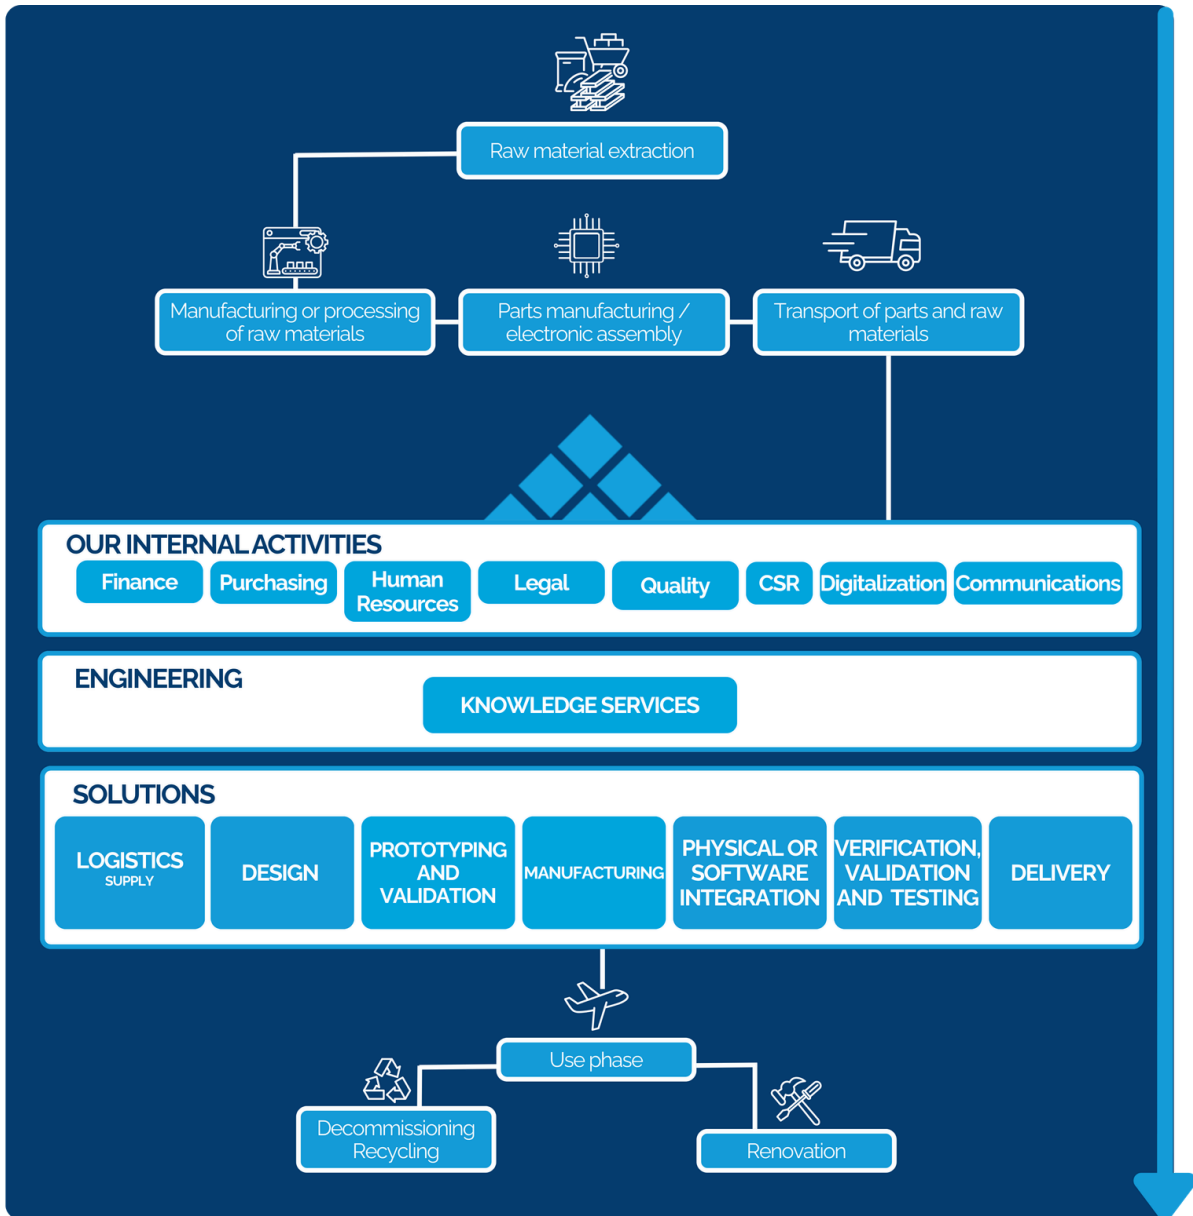 Raw material extraction
Manufacturing or processing
of raw materials
Parts manufacturing /
electronic assembly
Transport of parts and raw
materials
OUR INTERNAL ACTIVITIES
Finance
Purchasing
Human
Resources
Legal
Quality
CSR
Digitalization
Communications
ENGINEERING
KNOWLEDGE SERVICES
SOLUTIONS
LOGISTICS
SUPPLY
DESIGN
PROTOTYPING
AND
VALIDATION
MANUFACTURING
PHYSICAL OR
SOFTWARE
INTEGRATION
VERIFICATION,
VALIDATION
AND TESTING
DELIVERY
Use phase
Decommissioning
Recycling
Renovation